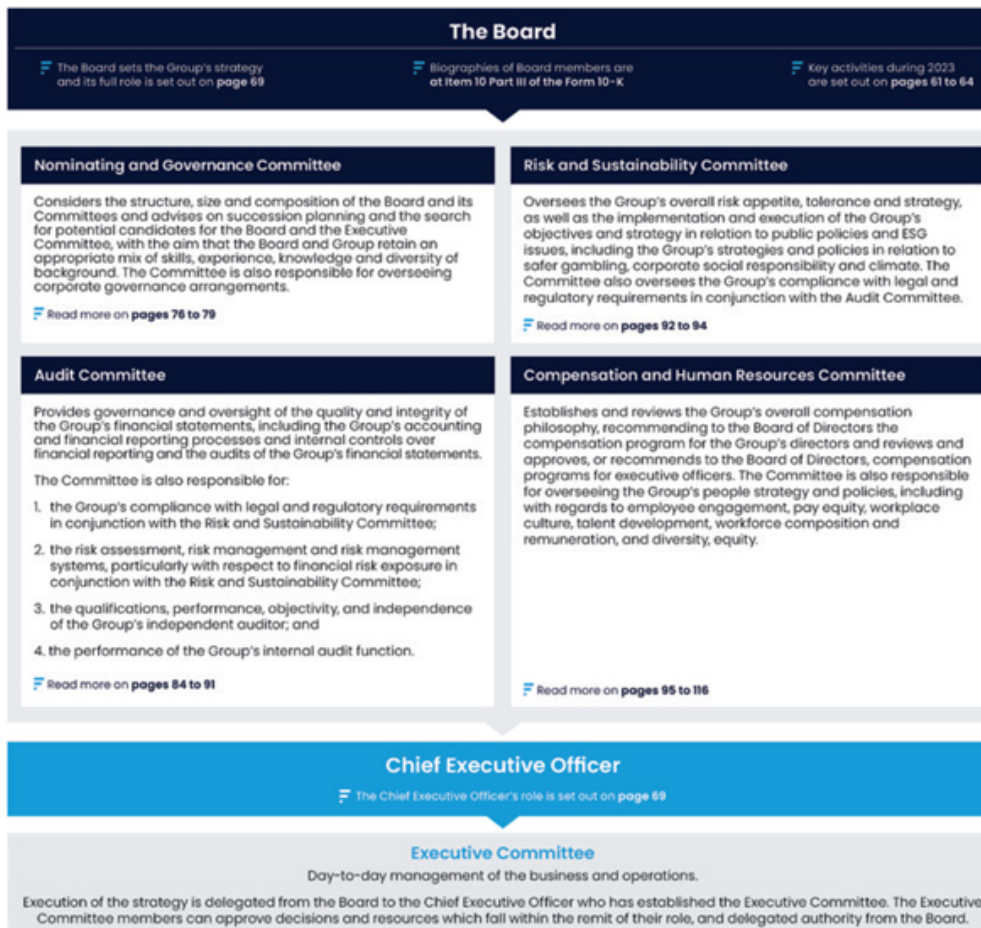 The Board
The Board sets the Group's strategy
and its full role is set out on page 69
Biographies of Board members are
at Item 10 Part III of the Form 10-K
Key activities during 2023
are set out on pages 61 to 64
Nominating and Governance Committee
Considers the structure, size and composition of the Board and its
Committees and advises on succession planning and the search
for potential candidates for the Board and the Executive
Committee, with the aim that the Board and Group retain an
appropriate mix of skills, experience, knowledge and diversity of
background. The Committee is also responsible for overseeing
corporate governance arrangements.
Read more on pages 76 to 79
Risk and Sustainability Committee
Oversees the Group's overall risk appetite, tolerance and strategy,
as well as the implementation and execution of the Group's
objectives and strategy in relation to public policies and ESG
issues, including the Group's strategies and policies in relation to
safer gambling, corporate social responsibility and climate. The
Committee also oversees the Group's compliance with legal and
regulatory requirements in conjunction with the Audit Committee.
Read more on pages 92 to 94
Audit Committee
Provides governance and oversight of the quality and integrity of
the Group's financial statements, including the Group's accounting
and financial reporting processes and internal controls over
financial reporting and the audits of the Group's financial statements.
The Committee is also responsible for:
1. the Group's compliance with legal and regulatory requirements
in conjunction with the Risk and Sustainability Committee;
2. the risk assessment, risk management and risk management
systems, particularly with respect to financial risk exposure in
conjunction with the Risk and Sustainability Committee;
3. the qualifications, performance, objectivity, and independence
of the Group's independent auditor; and
4. the performance of the Group's internal audit function.
Read more on pages 84 to 91
Compensation and Human Resources Committee
Establishes and reviews the Group's overall compensation
philosophy, recommending to the Board of Directors the
compensation program for the Group's directors and reviews and
approves, or recommends to the Board of Directors, compensation
programs for executive officers. The Committee is also responsible
for overseeing the Group's people strategy and policies, including
with regards to employee engagement, pay equity, workplace
culture, talent development, workforce composition and
remuneration, and diversity, equity.
Read more on pages 95 to 116
Chief Executive Officer
The Chief Executive Officer's role is set out on page 69
Executive Committee
Day-to-day management of the business and operations.
Execution of the strategy is delegated from the Board to the Chief Executive Officer who has established the Executive Committee. The Executive
Committee members can approve decisions and resources which fall within the remit of their role, and delegated authority from the Board.